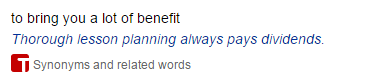 to bring you a lot of benefit
Thorough lesson planning always pays dividends.
T Synonyms and related words